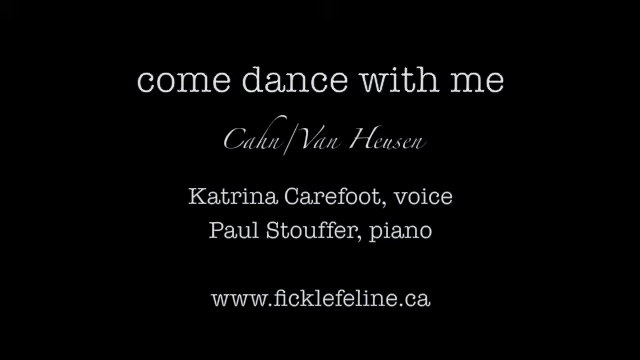 come dance with me
Cahn/Van Heusen
Katrina Carefoot, voice
Paul Stouffer, piano
www.ficklefeline.ca